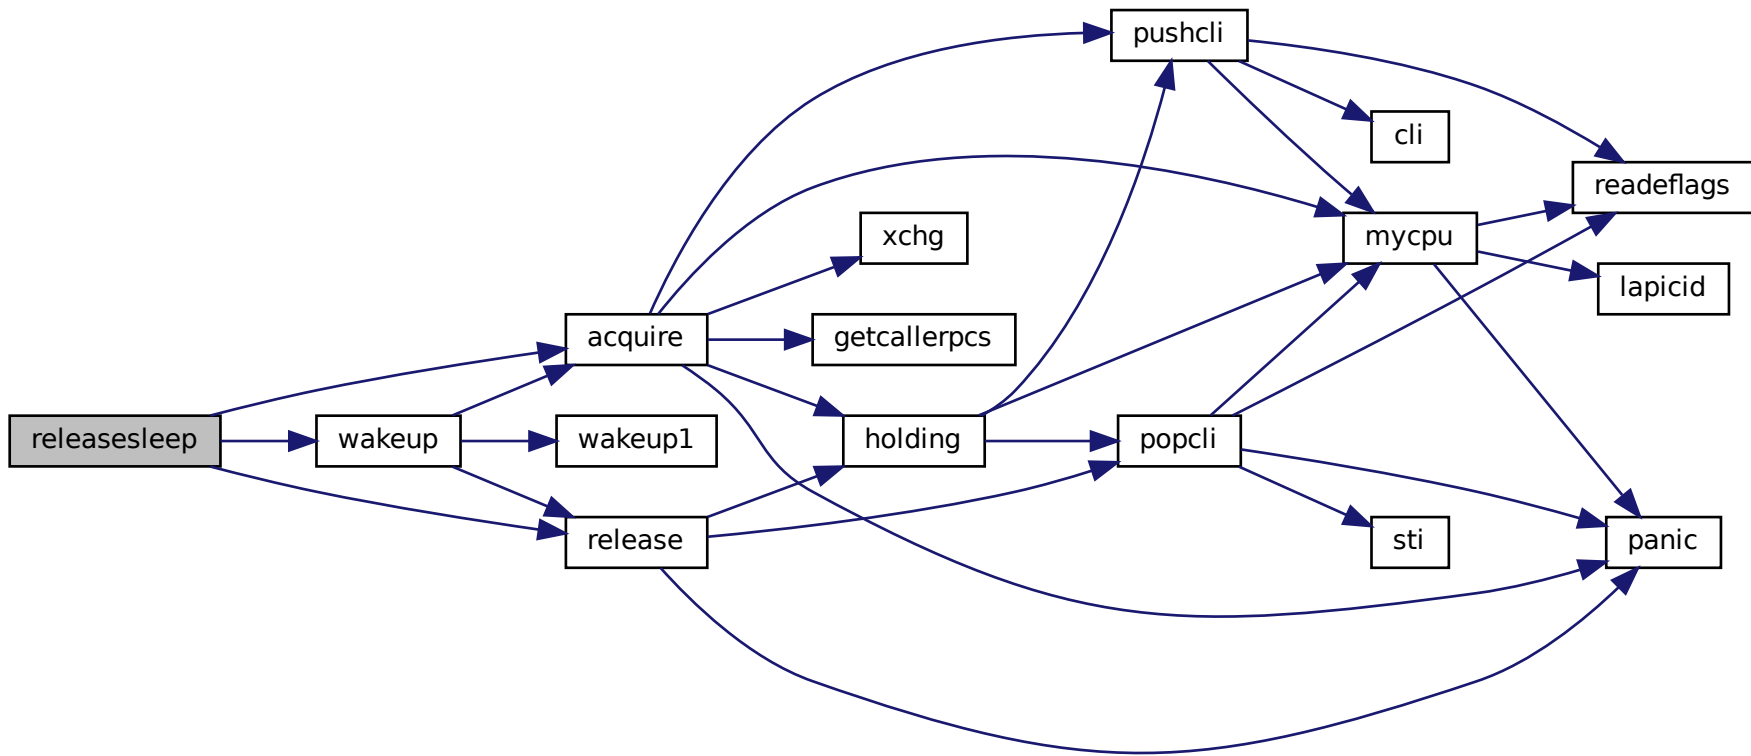 pushcli
cli
readeflags
xchg
mycpu
lapicid
acquire
getcallerpcs
releasesleep
wakeup
wakeup1
holding
popcli
release
sti
panic